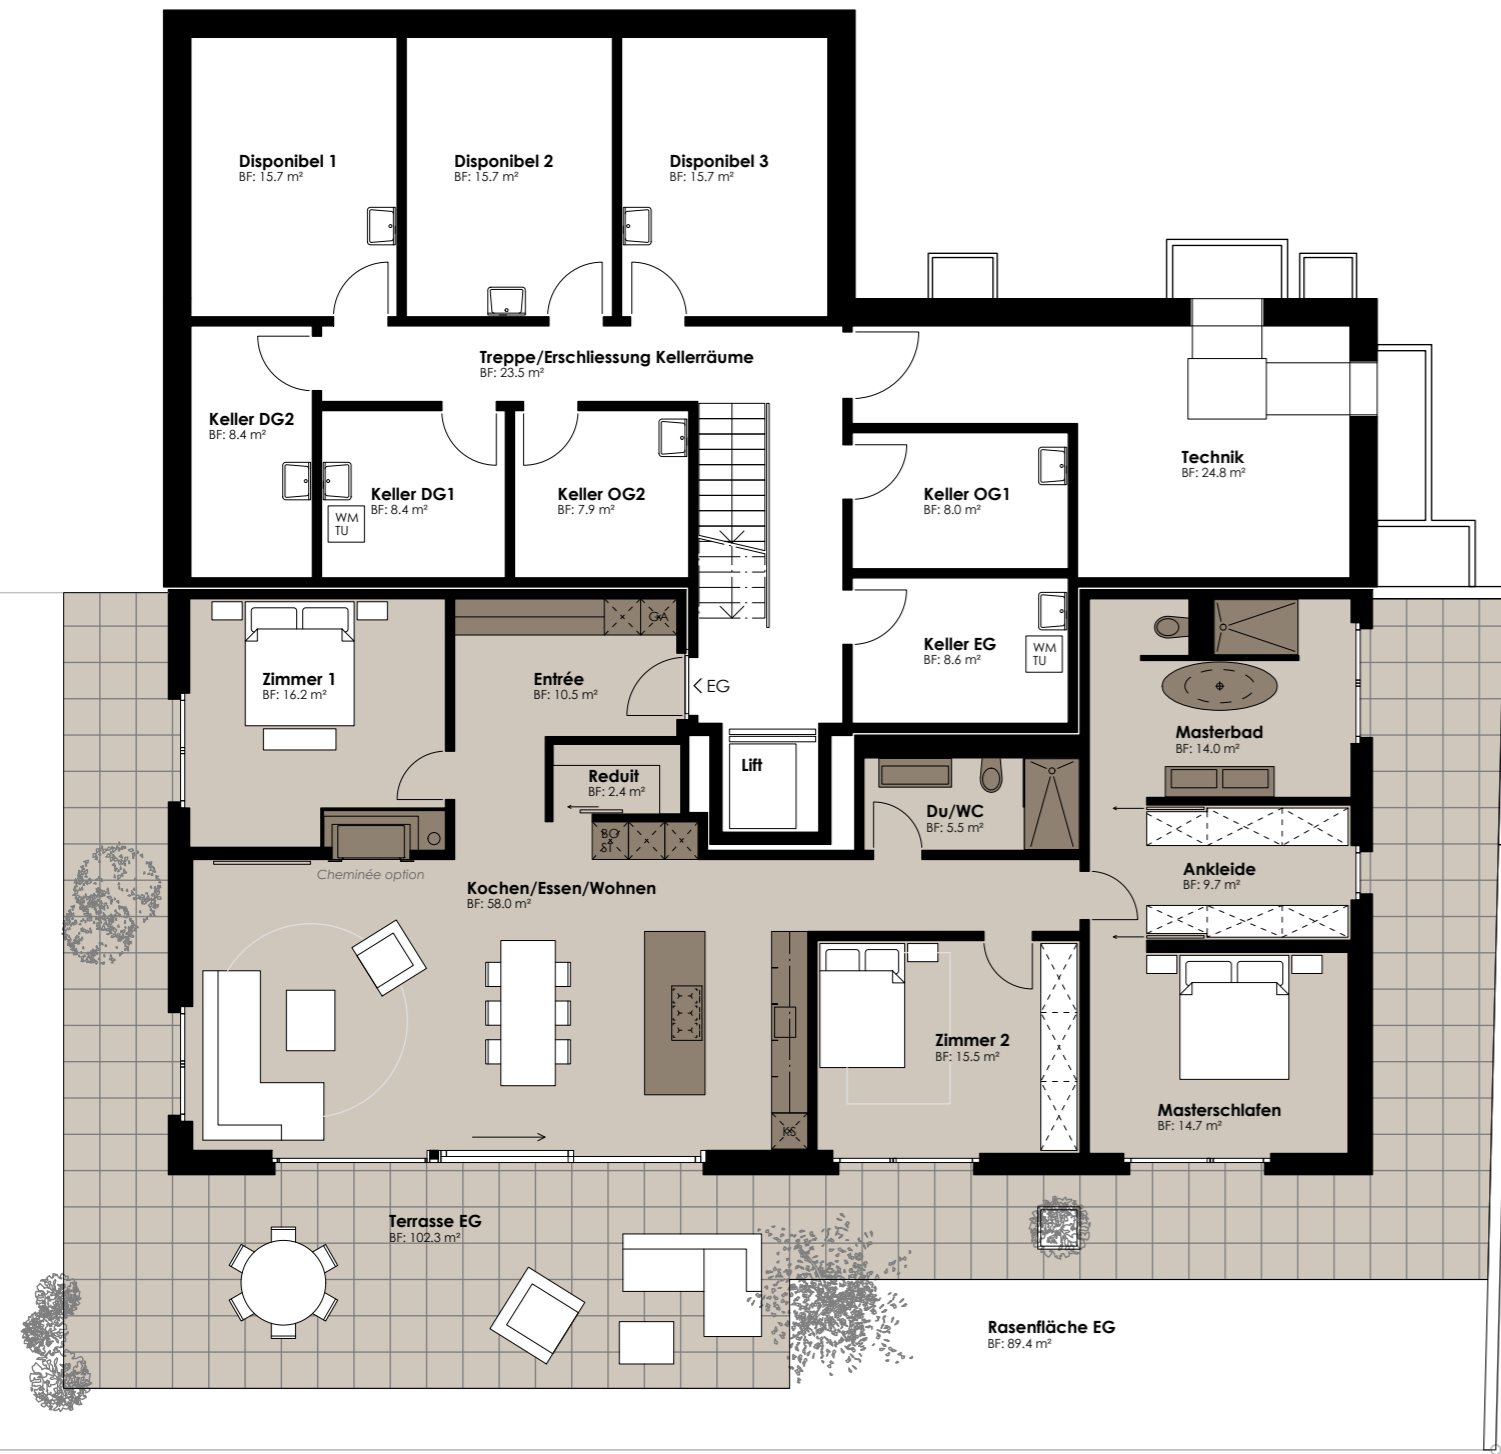 Disponibel 1
BF: 15.7 m²
Disponibel 2
BF: 15.7 m²
Disponibel 3
BF: 15.7 m²
Treppe/Erschliessung Kellerräume
BF: 23.5 m²
Keller DG2
BF: 8.4 m²
Keller DG1
BF: 8.4 m²
WM
TU
Keller OG2
BF: 7.9 m²
Keller OG1
BF: 8.0 m²
Technik
BF: 24.8 m²
Keller EG
BF: 8.6 m²
WM
TU
GA
Zimmer 1
BF: 16.2 m²
Entrée
BF: 10.5 m²
EG
Masterbad
BF: 14.0 m²
Reduit
BF: 2.4 m²
Lift
Du/WC
BF: 5.5 m²
BO
ST
Cheminée option
Kochen/Essen/Wohnen
BF: 58.0 m²
Ankleide
BF: 9.7 m²
Zimmer 2
BF: 15.5 m²
Masterschlafen
BF: 14.7 m²
KS
Terrasse EG
BF: 102.3 m²
Rasenfläche EG
BF: 89.4 m²